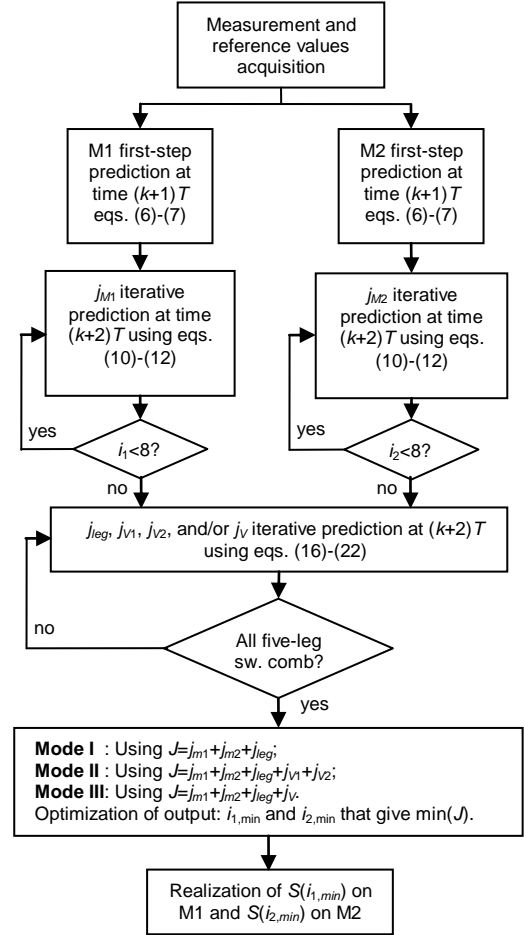 Measurement and
reference values
acquisition
M1 first-step
prediction at
time (k+1)T
eqs. (6)-(7)
M2 first-step
prediction at
time (k+1)T
eqs. (6)-(7)
jM1 iterative
prediction at time
(k+2)T using eqs.
(10)-(12)
jM2 iterative
prediction at time
(k+2)T using eqs.
(10)-(12)
yes
i1<8?
yes
i2<8?
no
no
jleg, jV1, jV2, and/or jV iterative prediction at (k+2)T
using eqs. (16)-(22)
no
All five-leg
sw. comb?
yes
Mode I : Using J=jm1+jm2+jleg;
Mode II : Using J=jm1+jm2+jleg+jV1+jV2;
Mode III: Using J=jm1+jm2+jleg+jV.
Optimization of output: i1,min and i2,min that give min(J).
Realization of S(i1,min) on
M1 and S(i2,min) on M2